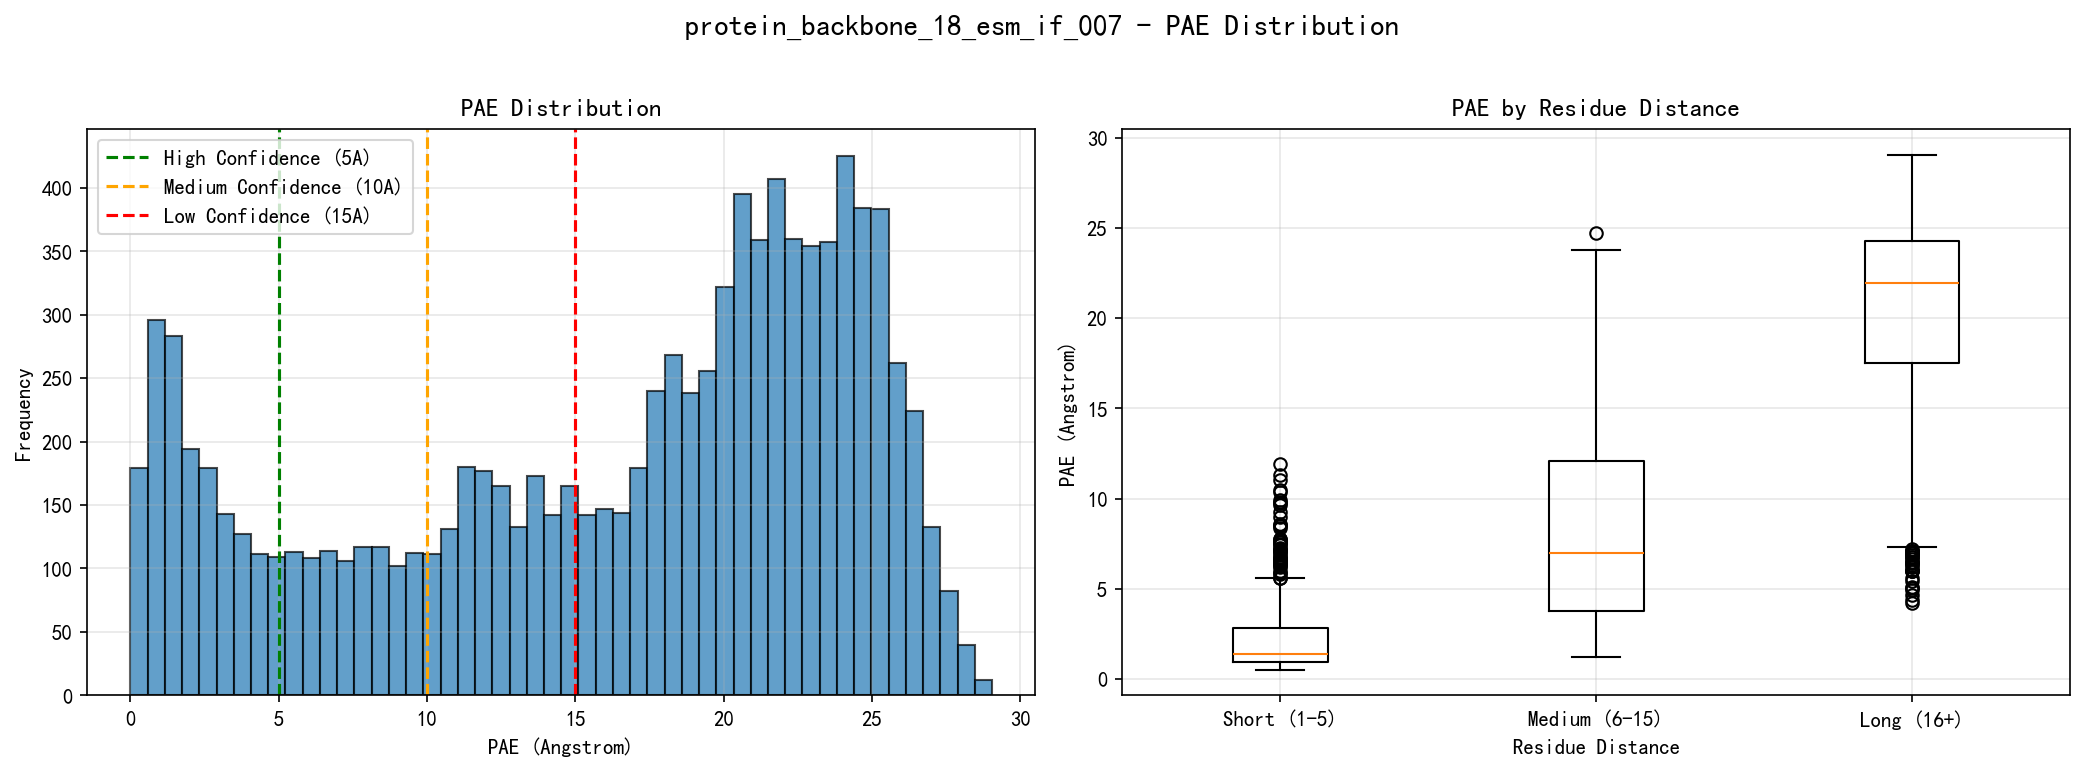 protein_backbone_18_esm_if_007 - PAE Distribution
PAE Distribution
High Confidence (5A)
Medium Confidence (10A)
Low Confidence (15A)
Frequency
400
350
300
250
200
150
100
50
0
0 5 10 15 20 25 30
PAE (Angstrom)
PAE by Residue Distance
PAE (Angstrom)
30
25
20
15
10
5
0
Short (1-5) Medium (6-15) Long (16+)
Residue Distance